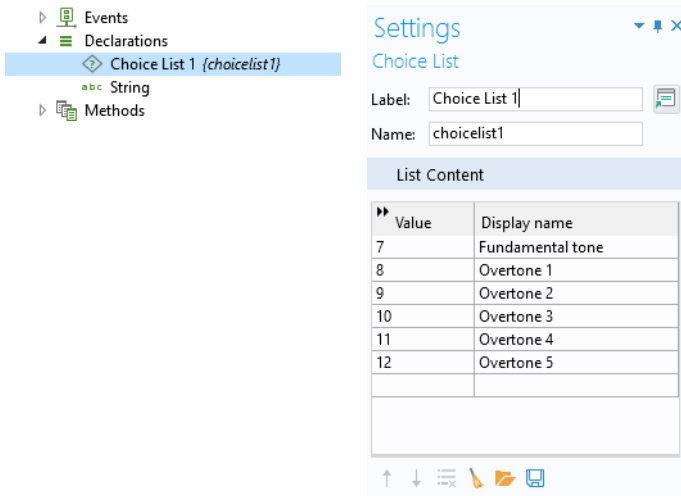 Events
Declarations
Choice List 1 {choicelist1}
abc String
Methods
Settings
Choice List
Label: Choice List 1
Name: choicelist1
List Content
Value Display name
7 Fundamental tone
8 Overtone 1
9 Overtone 2
10 Overtone 3
11 Overtone 4
12 Overtone 5